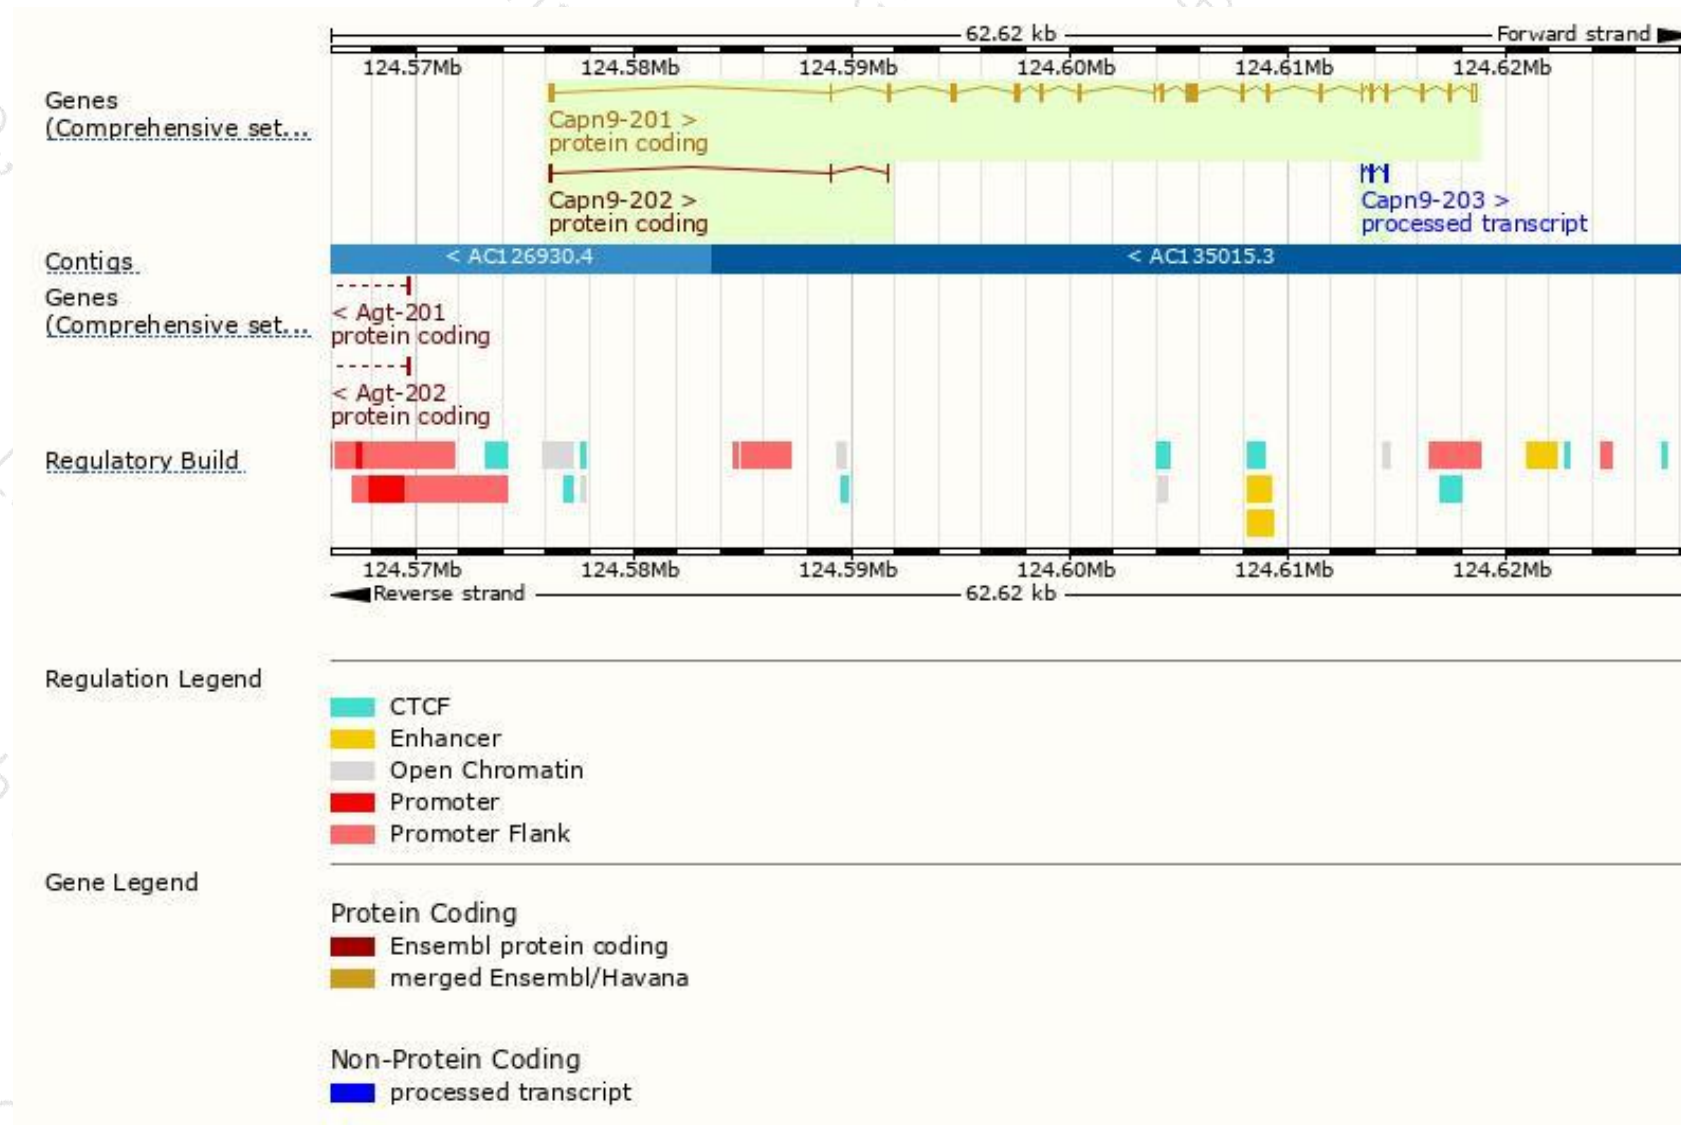 62.62 kb Forward strand
124.57Mb 124.58Mb 124.59Mb 124.60Mb 124.61Mb 124.62Mb
Genes
(Comprehensive set...
Capn9-201 >
protein coding
Capn9-202 >
protein coding
Capn9-203 >
processed transcript
Contigs
< AC126930.4
< AC135015.3
Genes
(Comprehensive set...
< Agt-201
protein coding
< Agt-202
protein coding
Regulatory Build
124.57Mb 124.58Mb 124.59Mb 124.60Mb 124.61Mb 124.62Mb
Reverse strand 62.62 kb
Regulation Legend
CTCF
Enhancer
Open Chromatin
Promoter
Promoter Flank
Gene Legend
Protein Coding
Ensembl protein coding
merged Ensembl/Havana
Non-Protein Coding
processed transcript